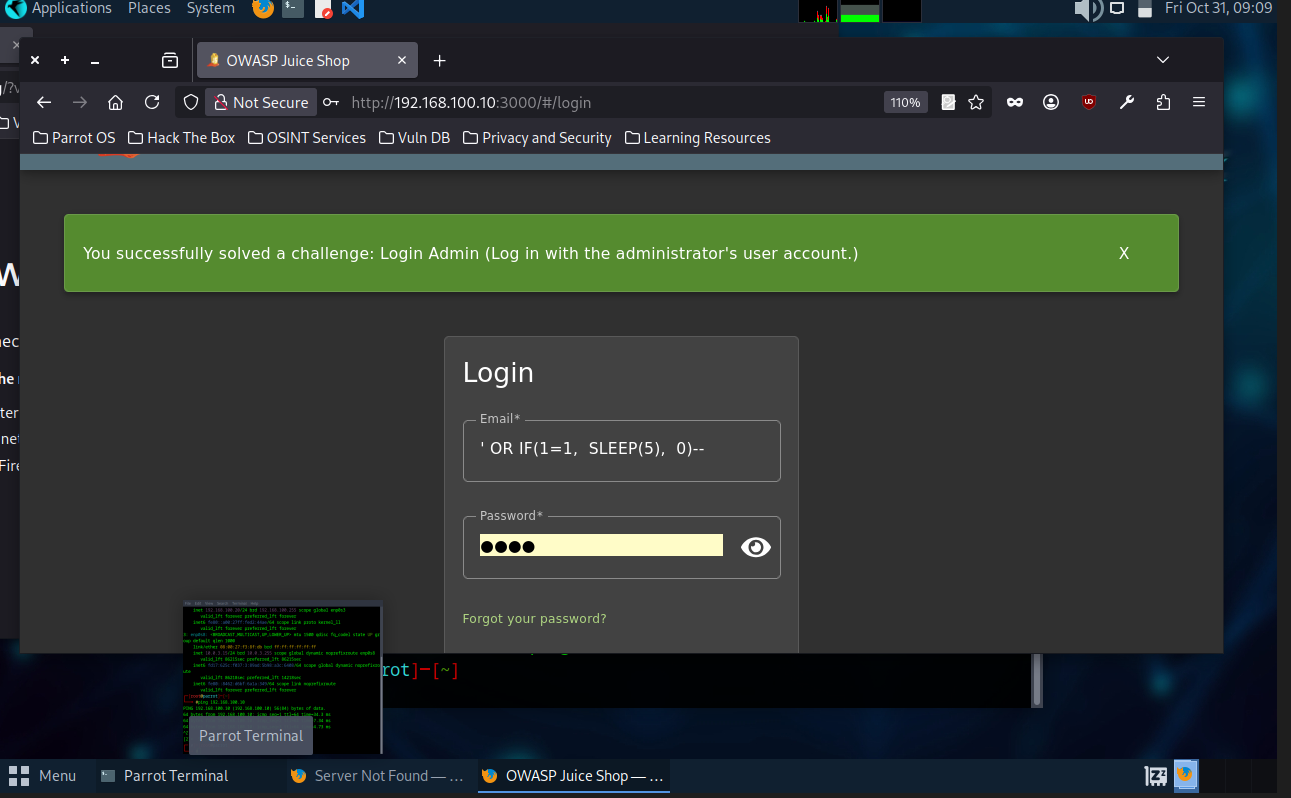 Applications Places System Fri Oct 31, 09:09
OWASP Juice Shop
Not Secure http://192.168.100.10:3000/#/login 110%
Parrot OS Hack The Box OSINT Services Vuln DB Privacy and Security Learning Resources
You successfully solved a challenge: Login Admin (Log in with the administrator's user account.) X
Login
Email*
' OR IF(1=1, SLEEP(5), 0)--
Password*
●●●●
Forgot your password?
rot]─[~]
Parrot Terminal
Menu Parrot Terminal Server Not Found — … OWASP Juice Shop — …